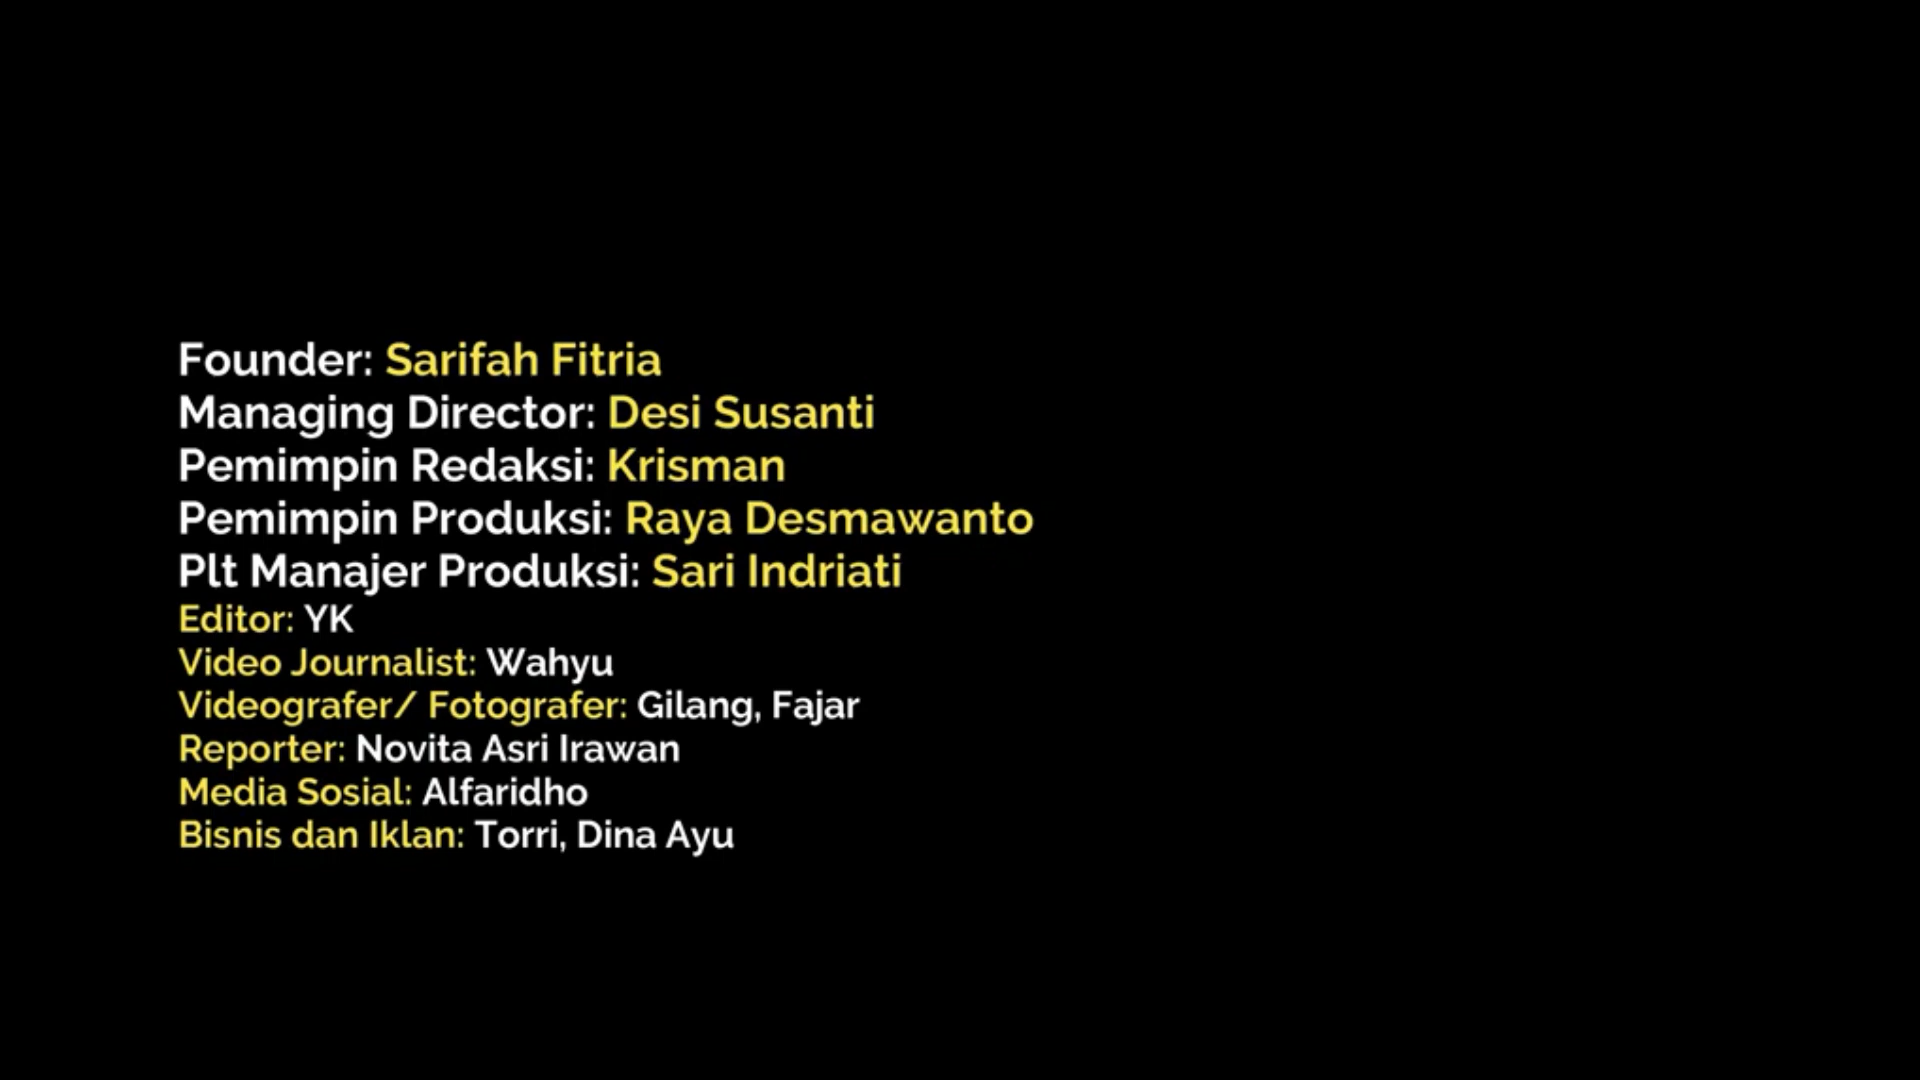 Founder: Sarifah Fitria
Managing Director: Desi Susanti
Pemimpin Redaksi: Krisman
Pemimpin Produksi: Raya Desmawanto
Plt Manajer Produksi: Sari Indriati
Editor: YK
Video Journalist: Wahyu
Videografer/ Fotografer: Gilang, Fajar
Reporter: Novita Asri Irawan
Media Sosial: Alfaridho
Bisnis dan Iklan: Torri, Dina Ayu